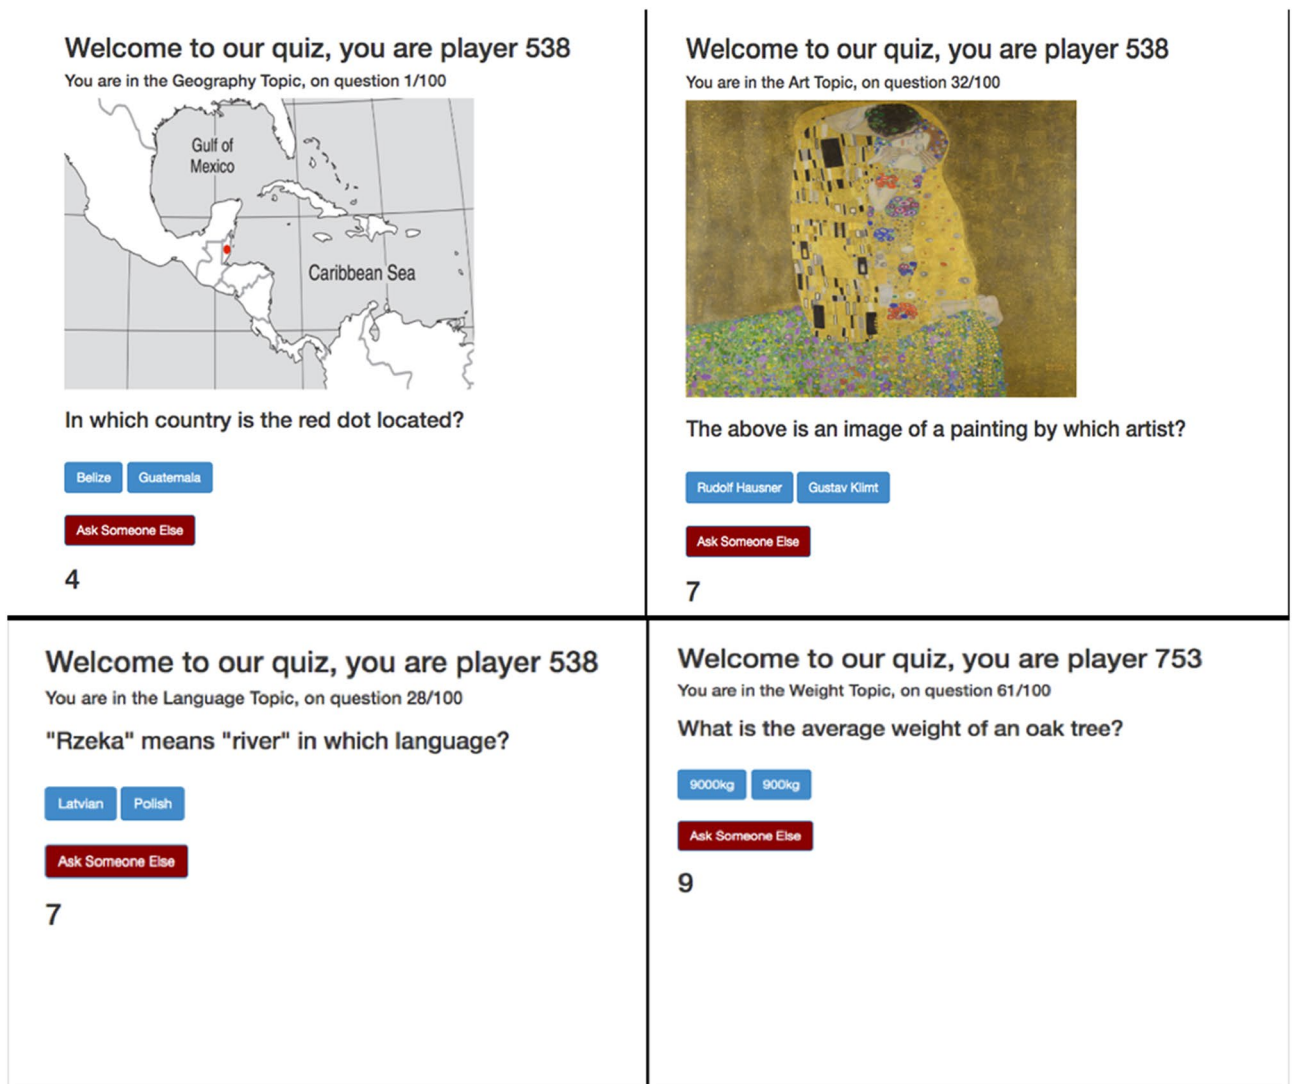 Welcome to our quiz, you are player 538
You are in the Geography Topic, on question 1/100
Gulf of
Mexico
Caribbean Sea
In which country is the red dot located?
Belize Guatemala
Ask Someone Else
4
Welcome to our quiz, you are player 538
You are in the Art Topic, on question 32/100
The above is an image of a painting by which artist?
Rudolf Hausner Gustav Klimt
Ask Someone Else
7
Welcome to our quiz, you are player 538
You are in the Language Topic, on question 28/100
"Rzeka" means "river" in which language?
Latvian Polish
Ask Someone Else
7
Welcome to our quiz, you are player 753
You are in the Weight Topic, on question 61/100
What is the average weight of an oak tree?
9000kg 900kg
Ask Someone Else
9